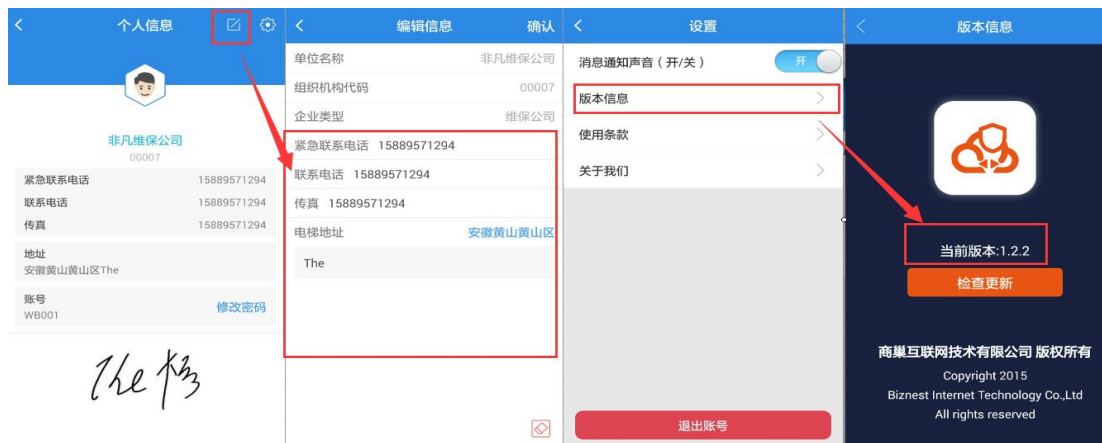 个人信息
非凡维保公司
00007
紧急联系电话 15889571294
联系电话 15889571294
传真 15889571294
地址
安徽黄山黄山区The
账号
WB001
修改密码
The 杨
编辑信息 确认
单位名称 非凡维保公司
组织机构代码 00007
企业类型 维保公司
紧急联系电话 15889571294
联系电话 15889571294
传真 15889571294
电梯地址 安徽黄山黄山区
The
设置
消息通知声音(开/关) 开
版本信息
使用条款
关于我们
退出账号
版本信息
当前版本:1.2.2
检查更新
商巢互联网技术有限公司 版权所有
Copyright 2015
Biznest Internet Technology Co.,Ltd
All rights reserved